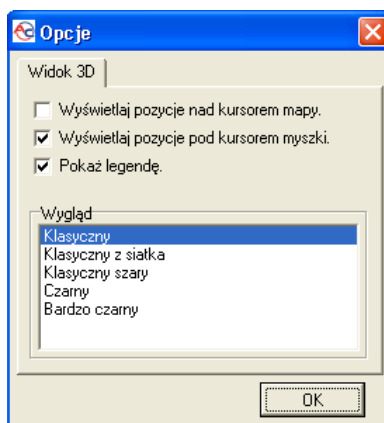 Opcje
Widok 3D
Wyświetlaj pozycje nad kursorem mapy.
Wyświetlaj pozycje pod kursorem myszki.
Pokaż legendę.
Wygląd
Klasyczny
Klasyczny z siatka
Klasyczny szary
Czarny
Bardzo czarny
OK